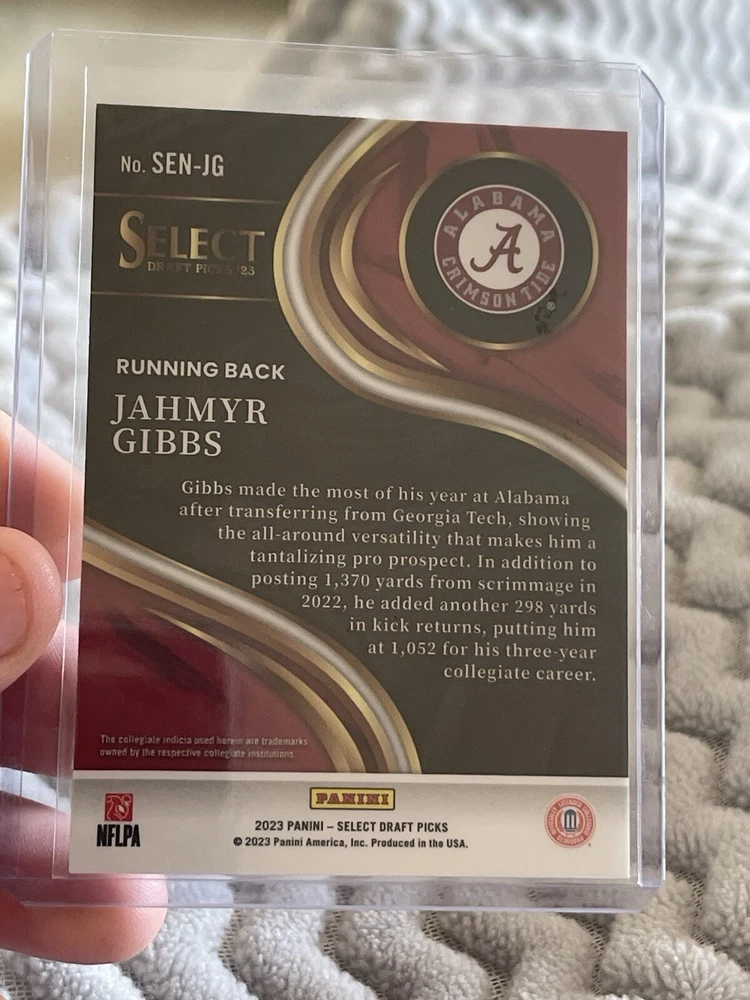 No. SEN-JG
SELECT
DRAFT PICKS '23
ALABAMA
A
CRIMSON TIDE
®
RUNNING BACK
JAHMYR
GIBBS
Gibbs made the most of his year at Alabama
after transferring from Georgia Tech, showing
the all-around versatility that makes him a
tantalizing pro prospect. In addition to
posting 1,370 yards from scrimmage in
2022, he added another 298 yards
in kick returns, putting him
at 1,052 for his three-year
collegiate career.
The collegiate indicia used herein are trademarks
owned by the respective collegiate institutions.
PANINI
NFLPA
2023 PANINI – SELECT DRAFT PICKS
© 2023 Panini America, Inc. Produced in the USA.